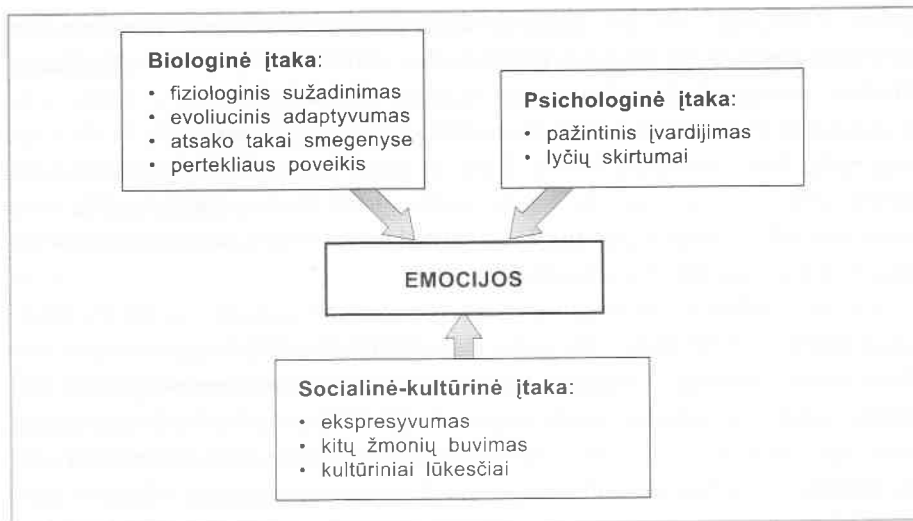 Biologinė įtaka:
• fiziologinis sužadinimas
• evoliucinis adaptyvumas
• atsako takai smegenyse
• pertekliaus poveikis
Psichologinė įtaka:
• pažintinis įvardijimas
• lyčių skirtumai
EMOCIJOS
Socialinė-kultūrinė įtaka:
• ekspresyvumas
• kitų žmonių buvimas
• kultūriniai lūkesčiai